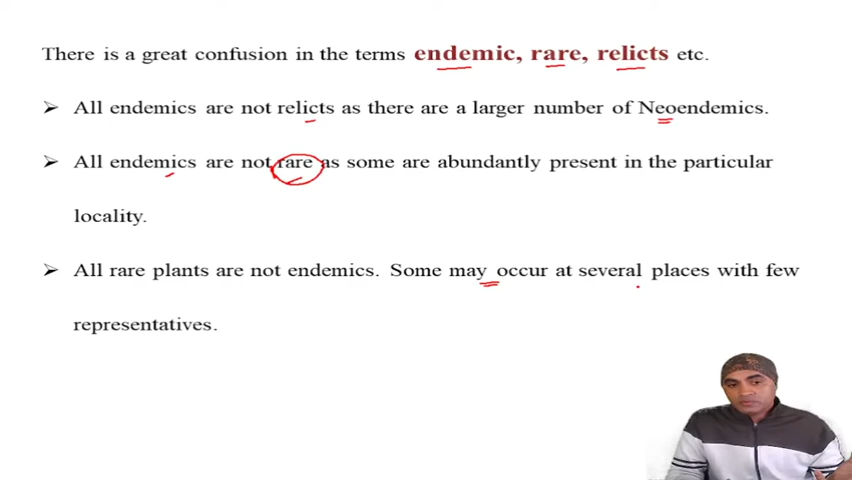 There is a great confusion in the terms endemic, rare, relicts etc.
➢ All endemics are not relicts as there are a larger number of Neoendemics.
➢ All endemics are not rare as some are abundantly present in the particular
locality.
➢ All rare plants are not endemics. Some may occur at several places with few
representatives.